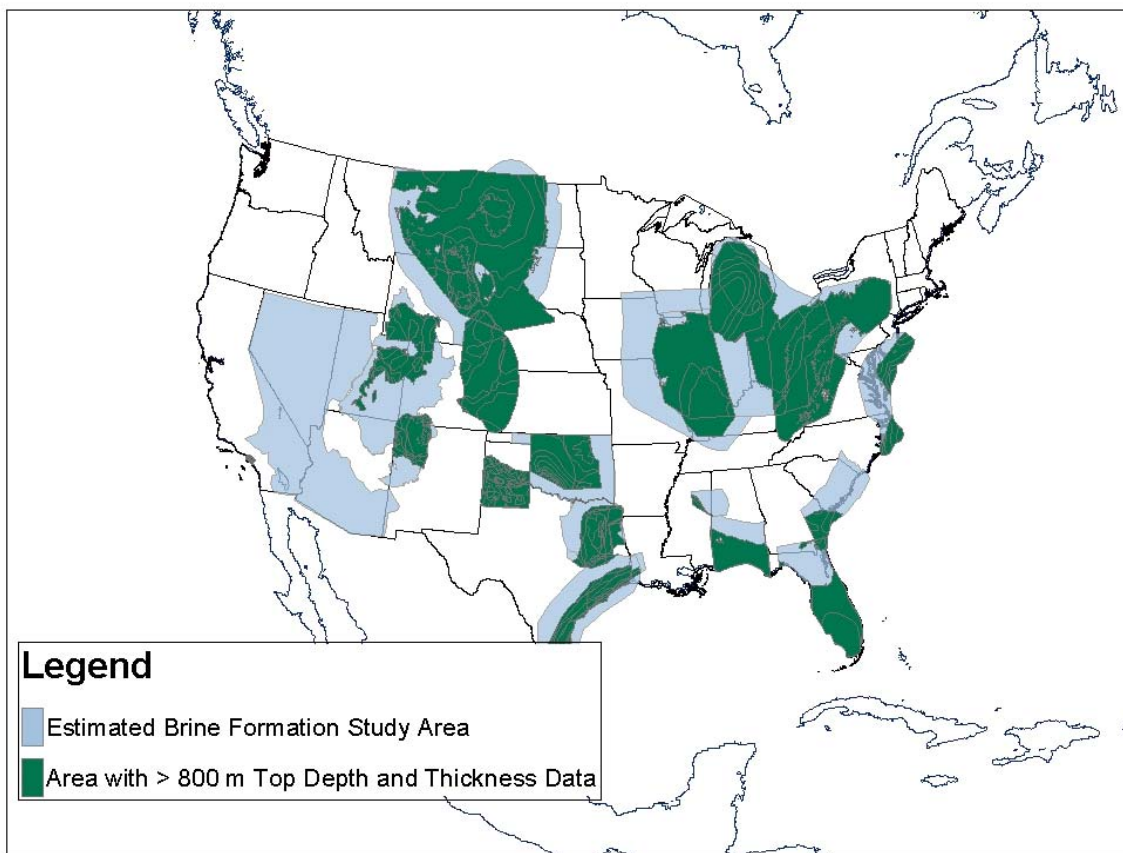 Legend
Estimated Brine Formation Study Area
Area with > 800 m Top Depth and Thickness Data